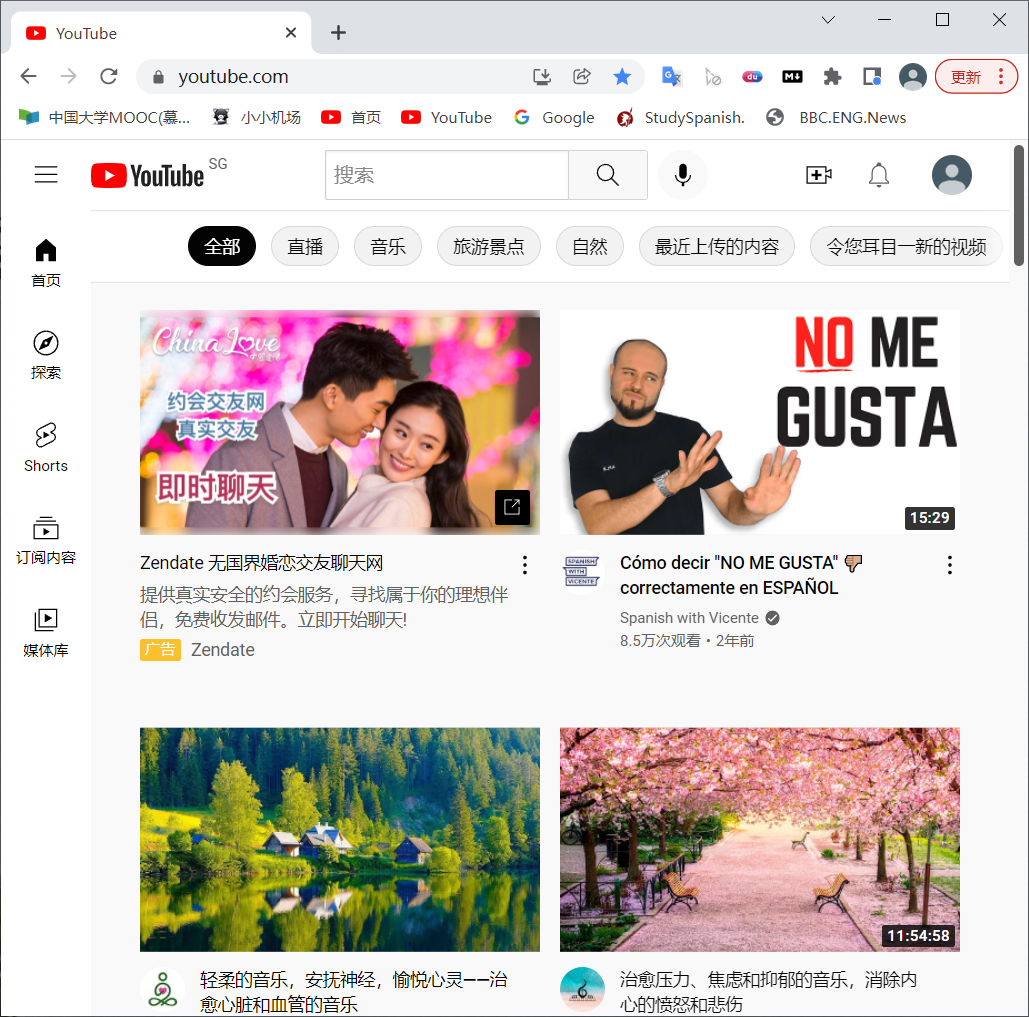 YouTube
youtube.com
更新
中国大学MOOC(慕...
小小机场
首页
YouTube
Google
StudySpanish.
BBC.ENG.News
YouTube SG
搜索
全部
直播
音乐
旅游景点
自然
最近上传的内容
令您耳目一新的视频
首页
探索
Shorts
订阅内容
媒体库
China Love
中国爱情
约会交友网
真实交友
即时聊天
NO ME
GUSTA
15:29
Zendate 无国界婚恋交友聊天网
提供真实安全的约会服务，寻找属于你的理想伴
侣，免费收发邮件。立即开始聊天!
广告 Zendate
SPANISH
WITH
VICENTE
Cómo decir "NO ME GUSTA" 👎🏽
correctamente en ESPAÑOL
Spanish with Vicente
8.5万次观看・2年前
11:54:58
轻柔的音乐，安抚神经，愉悦心灵——治
愈心脏和血管的音乐
治愈压力、焦虑和抑郁的音乐，消除内
心的愤怒和悲伤